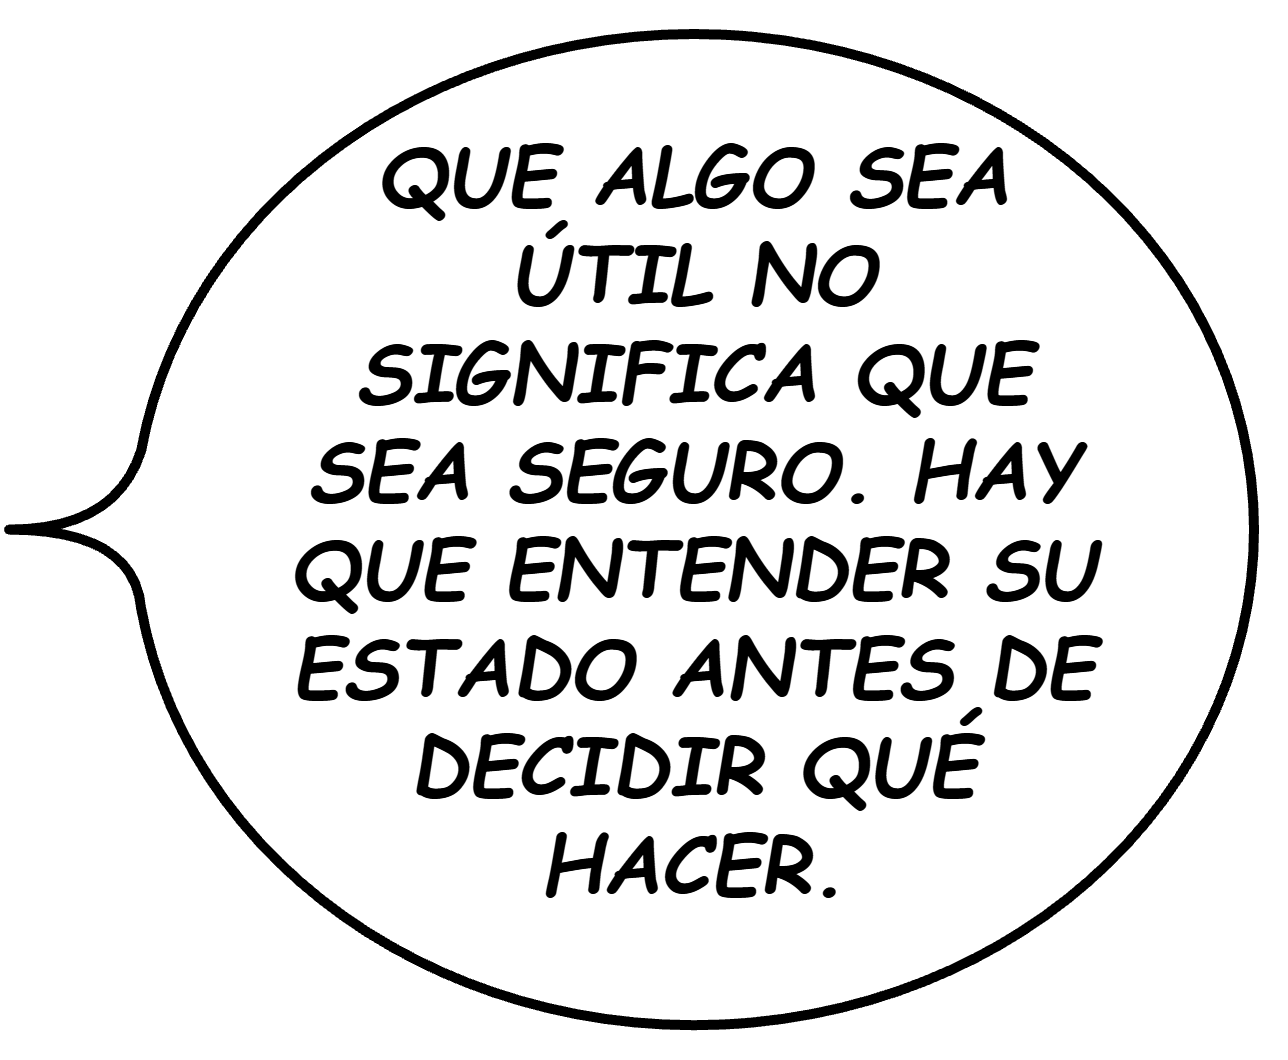 QUE ALGO SEA
ÚTIL NO
SIGNIFICA QUE
SEA SEGURO. HAY
QUE ENTENDER SU
ESTADO ANTES DE
DECIDIR QUÉ
HACER.